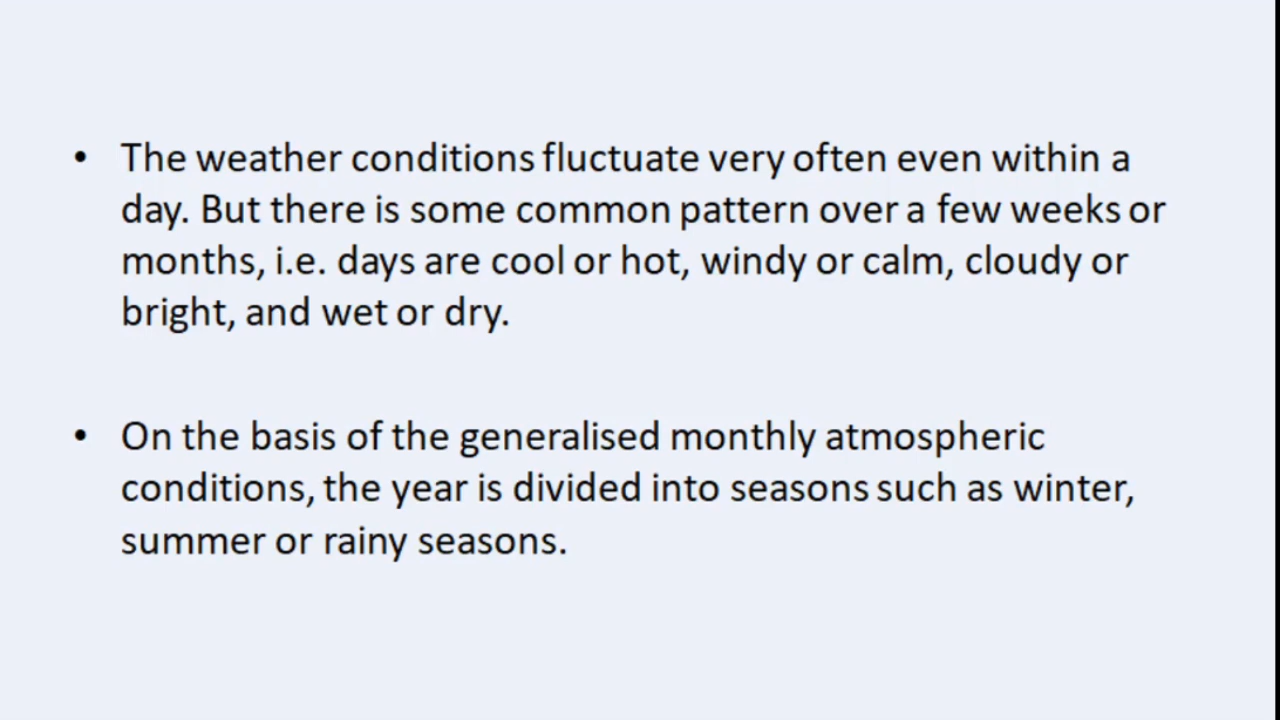 • The weather conditions fluctuate very often even within a
day. But there is some common pattern over a few weeks or
months, i.e. days are cool or hot, windy or calm, cloudy or
bright, and wet or dry.
• On the basis of the generalised monthly atmospheric
conditions, the year is divided into seasons such as winter,
summer or rainy seasons.